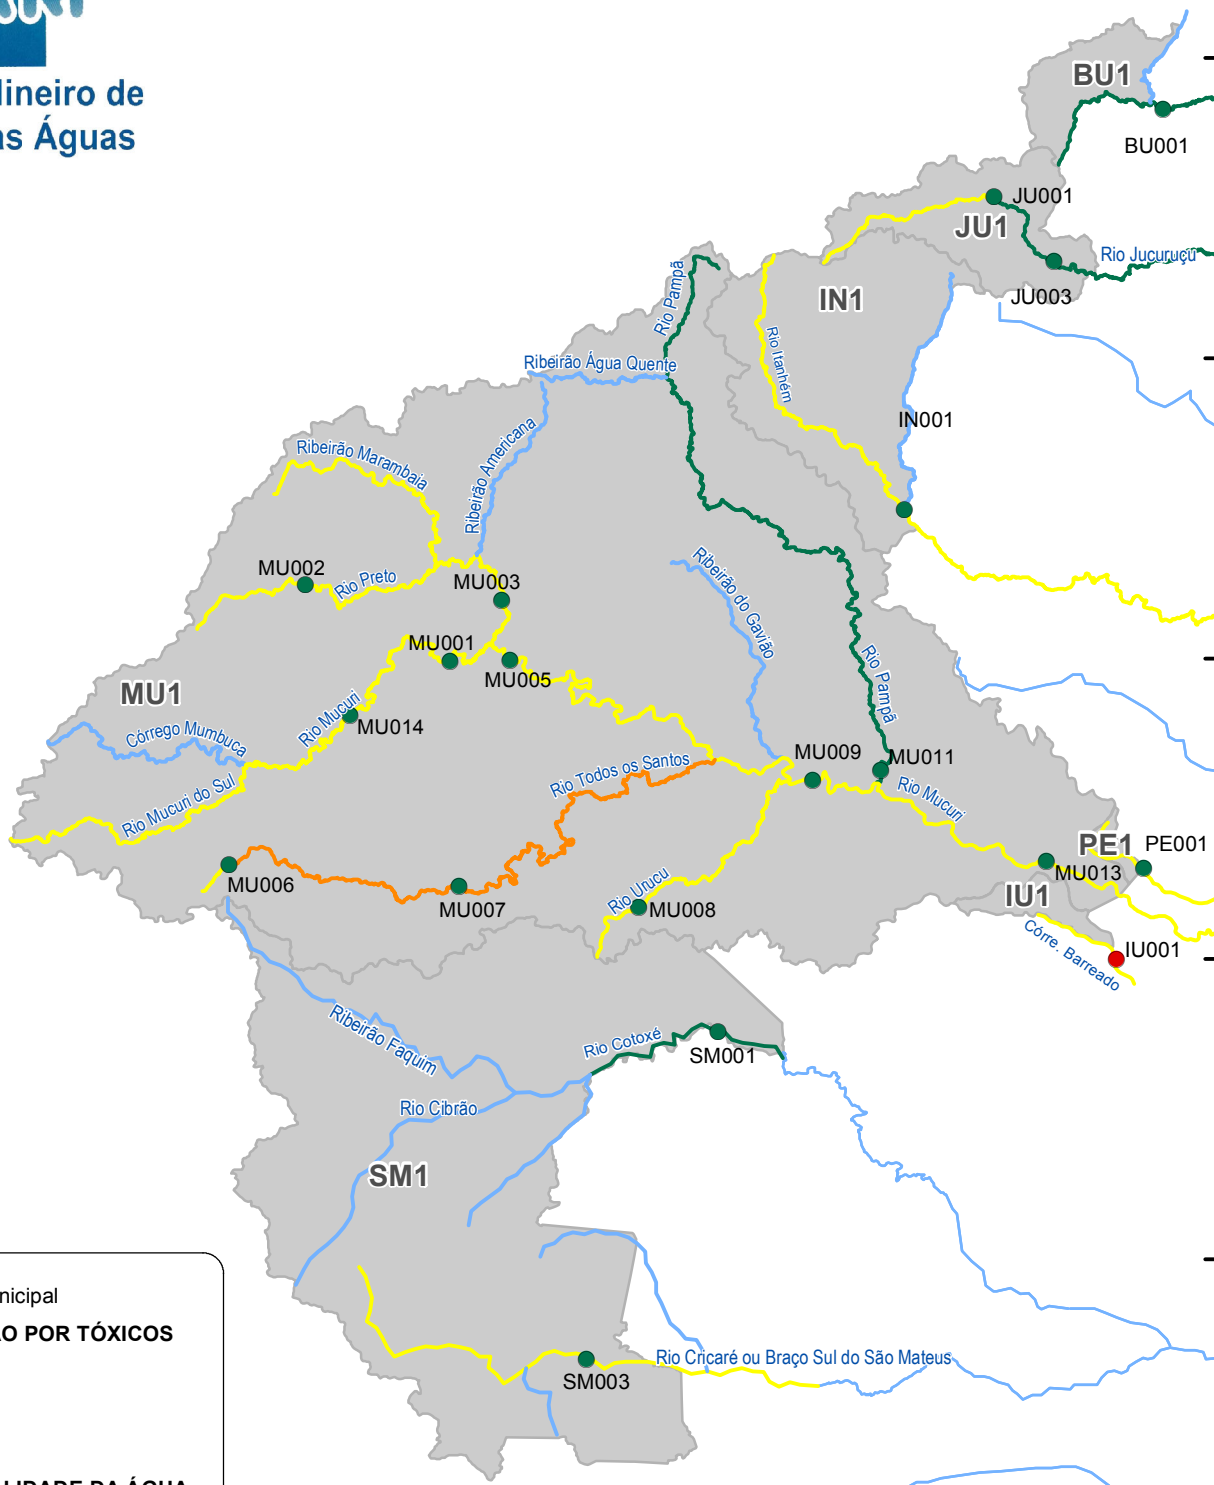 lineiro de
as Águas
BU1
BU001
JU001
JU1
Rio Jucuruçu
JU003
Rio Pampã
IN1
Rio Itanhém
Ribeirão Água Quente
IN001
Ribeirão Americana
Ribeirão Marambaia
MU002
Rio Preto
MU003
Ribeirão do Gavião
MU001
MU005
Rio Pampã
MU1
Rio Mucuri
MU014
Córrego Mumbuca
Rio Todos os Santos
MU009
MU011
Rio Mucuri
Rio Mucuri do Sul
PE1
PE001
MU013
MU006
MU007
Rio Urucu
MU008
IU1
Córre. Barreado
IU001
Ribeirão Faquim
Rio Cotoxé
SM001
Rio Cibrão
SM1
nicipal
O POR TÓXICOS
Rio Cricaré ou Braço Sul do São Mateus
SM003